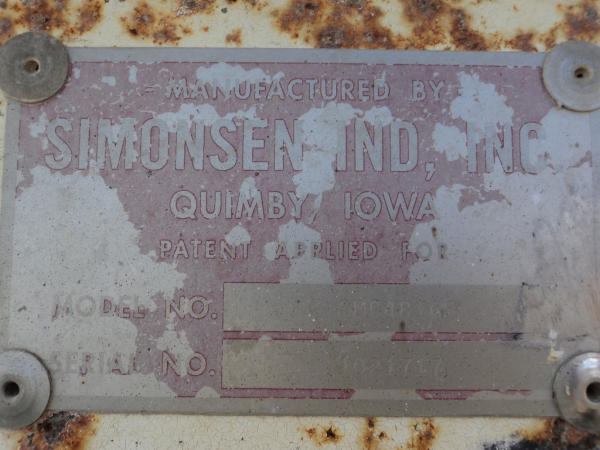 MANUFACTURED BY
SIMONSEN IND, INC
QUIMBY, IOWA
PATENT APPLIED FOR
MODEL NO.
SERIAL NO.